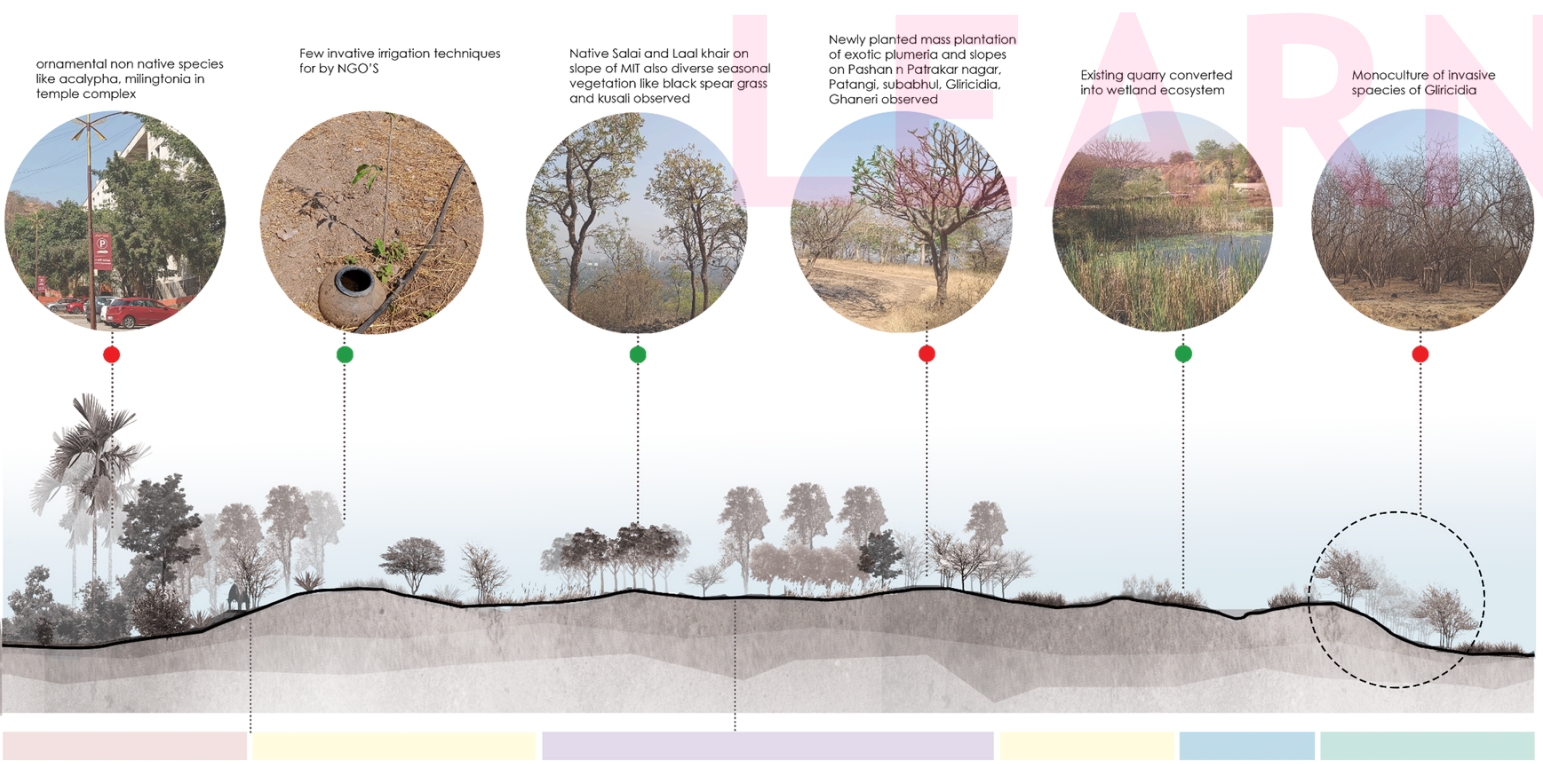 LEARN
ornamental non native species
like acalypha, milingtonia in
temple complex
Few invative irrigation techniques
for by NGO'S
Native Salai and Laal khair on
slope of MIT also diverse seasonal
vegetation like black spear grass
and kusali observed
Newly planted mass plantation
of exotic plumeria and slopes
on Pashan n Patrakar nagar,
Patangi, subabhul, Gliricidia,
Ghaneri observed
Existing quarry converted
into wetland ecosystem
Monoculture of invasive
spaecies of Gliricidia
P